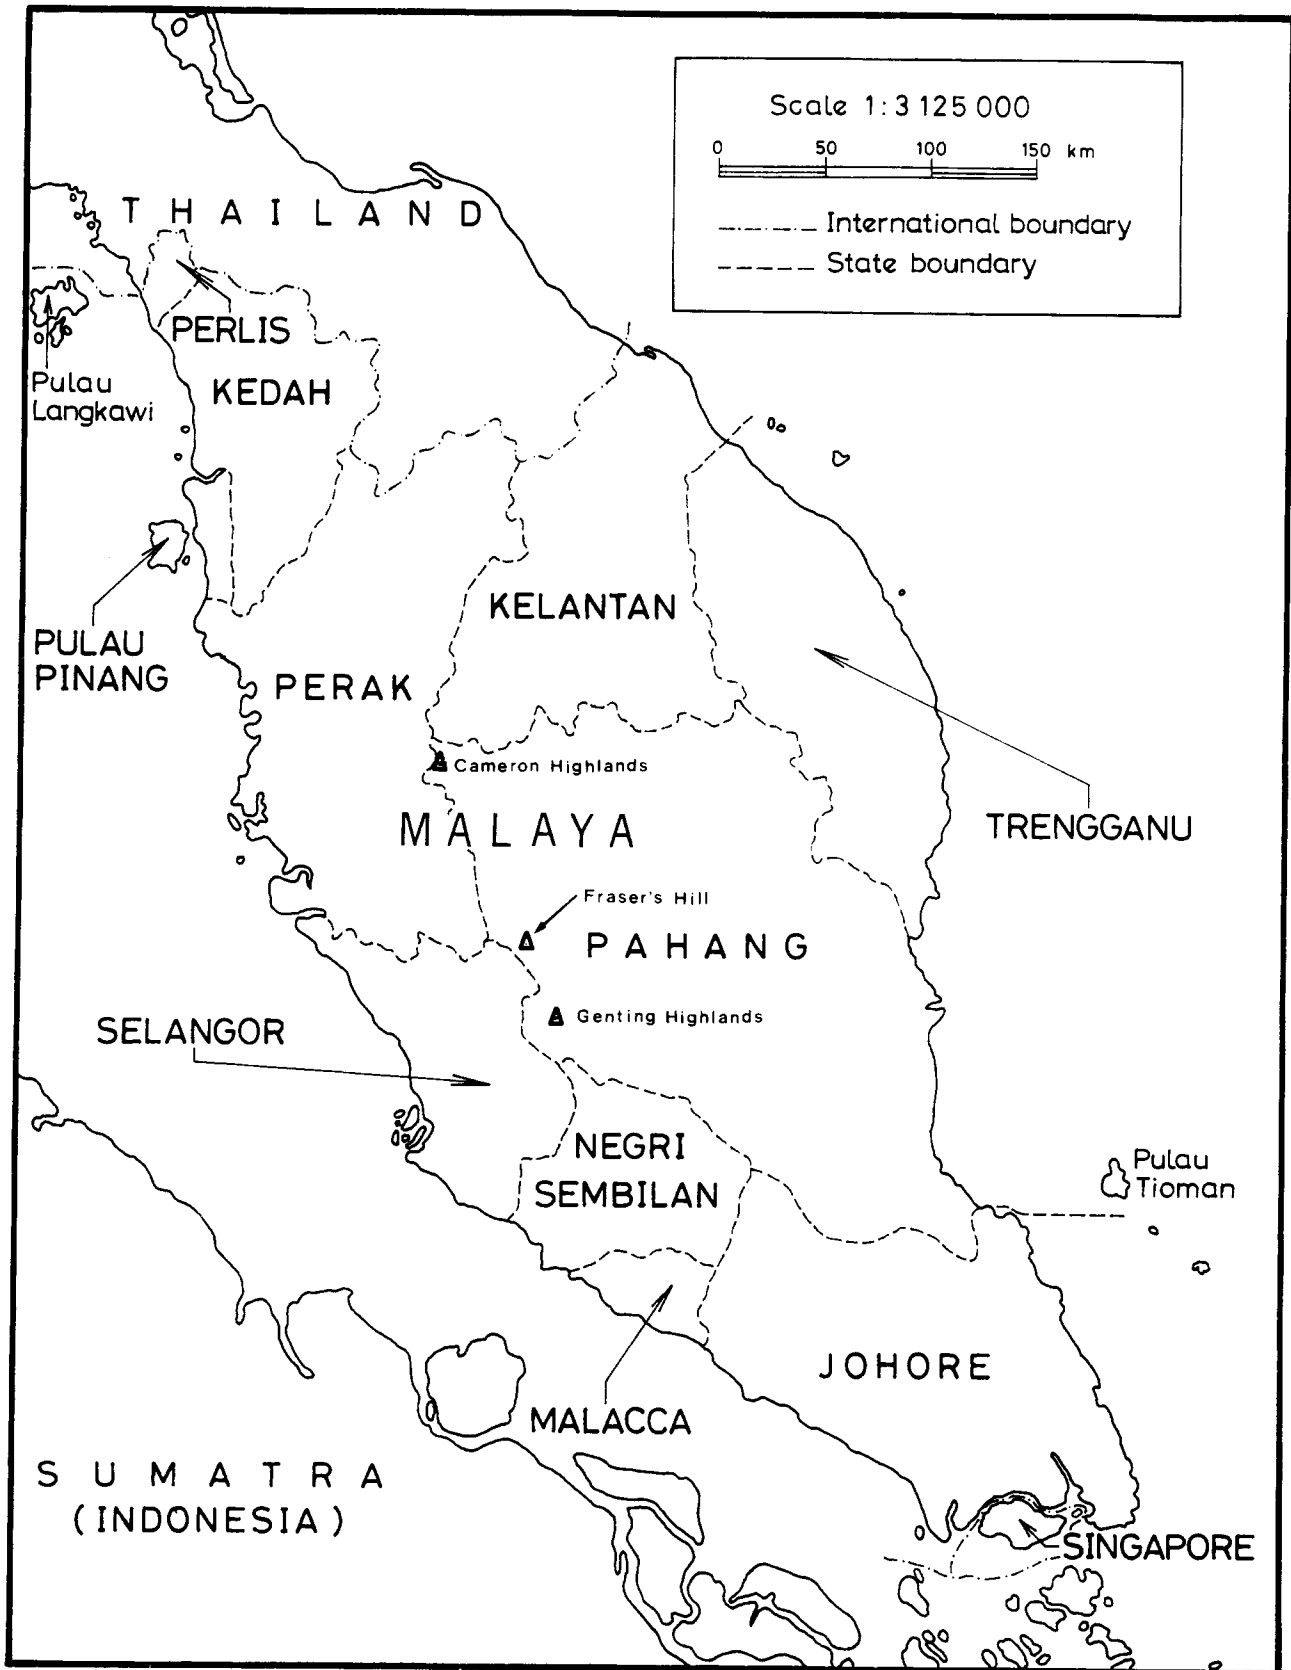 Scale 1:3 125 000
0 50 100 150 km
International boundary
State boundary
THAILAND
PERLIS
KEDAH
Pulau
Langkawi
KELANTAN
PULAU
PINANG
PERAK
Cameron Highlands
MALAYA
TRENGGANU
Fraser's Hill
PAHANG
Genting Highlands
SELANGOR
NEGRI
SEMBILAN
Pulau
Tioman
JOHORE
MALACCA
SUMATRA
(INDONESIA)
SINGAPORE